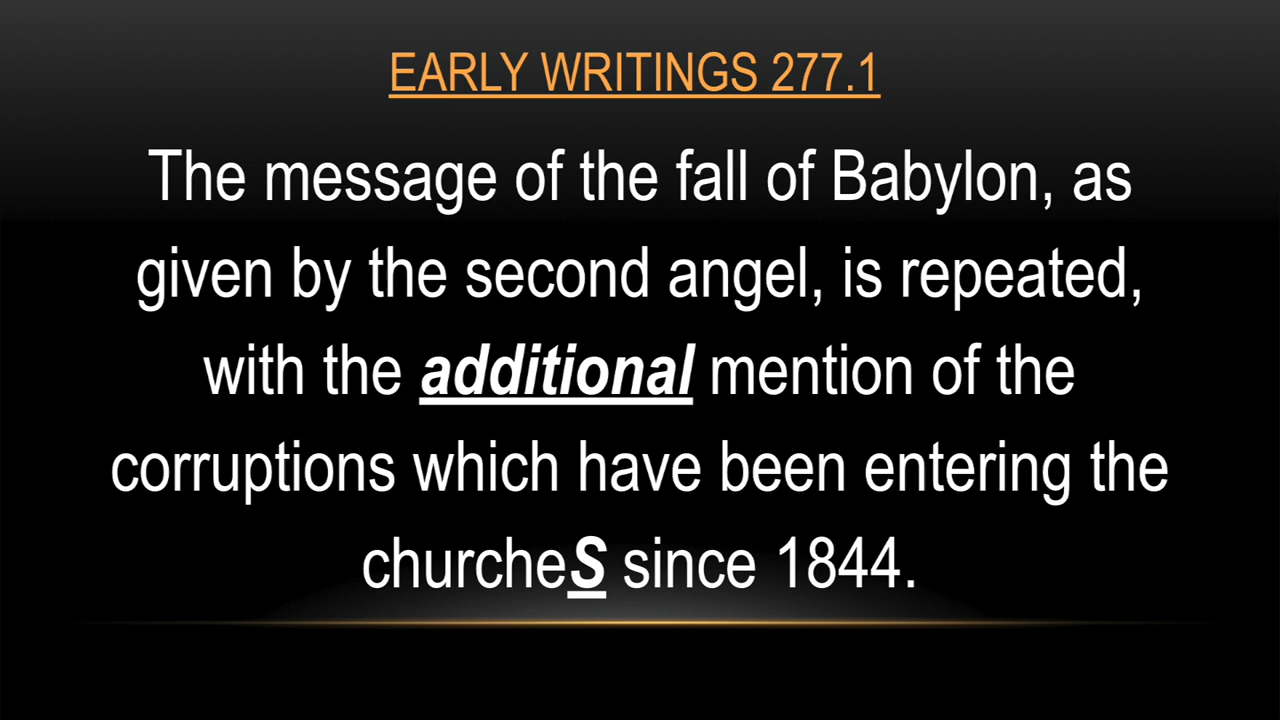 EARLY WRITINGS 277.1
The message of the fall of Babylon, as
given by the second angel, is repeated,
with the additional mention of the
corruptions which have been entering the
churcheS since 1844.